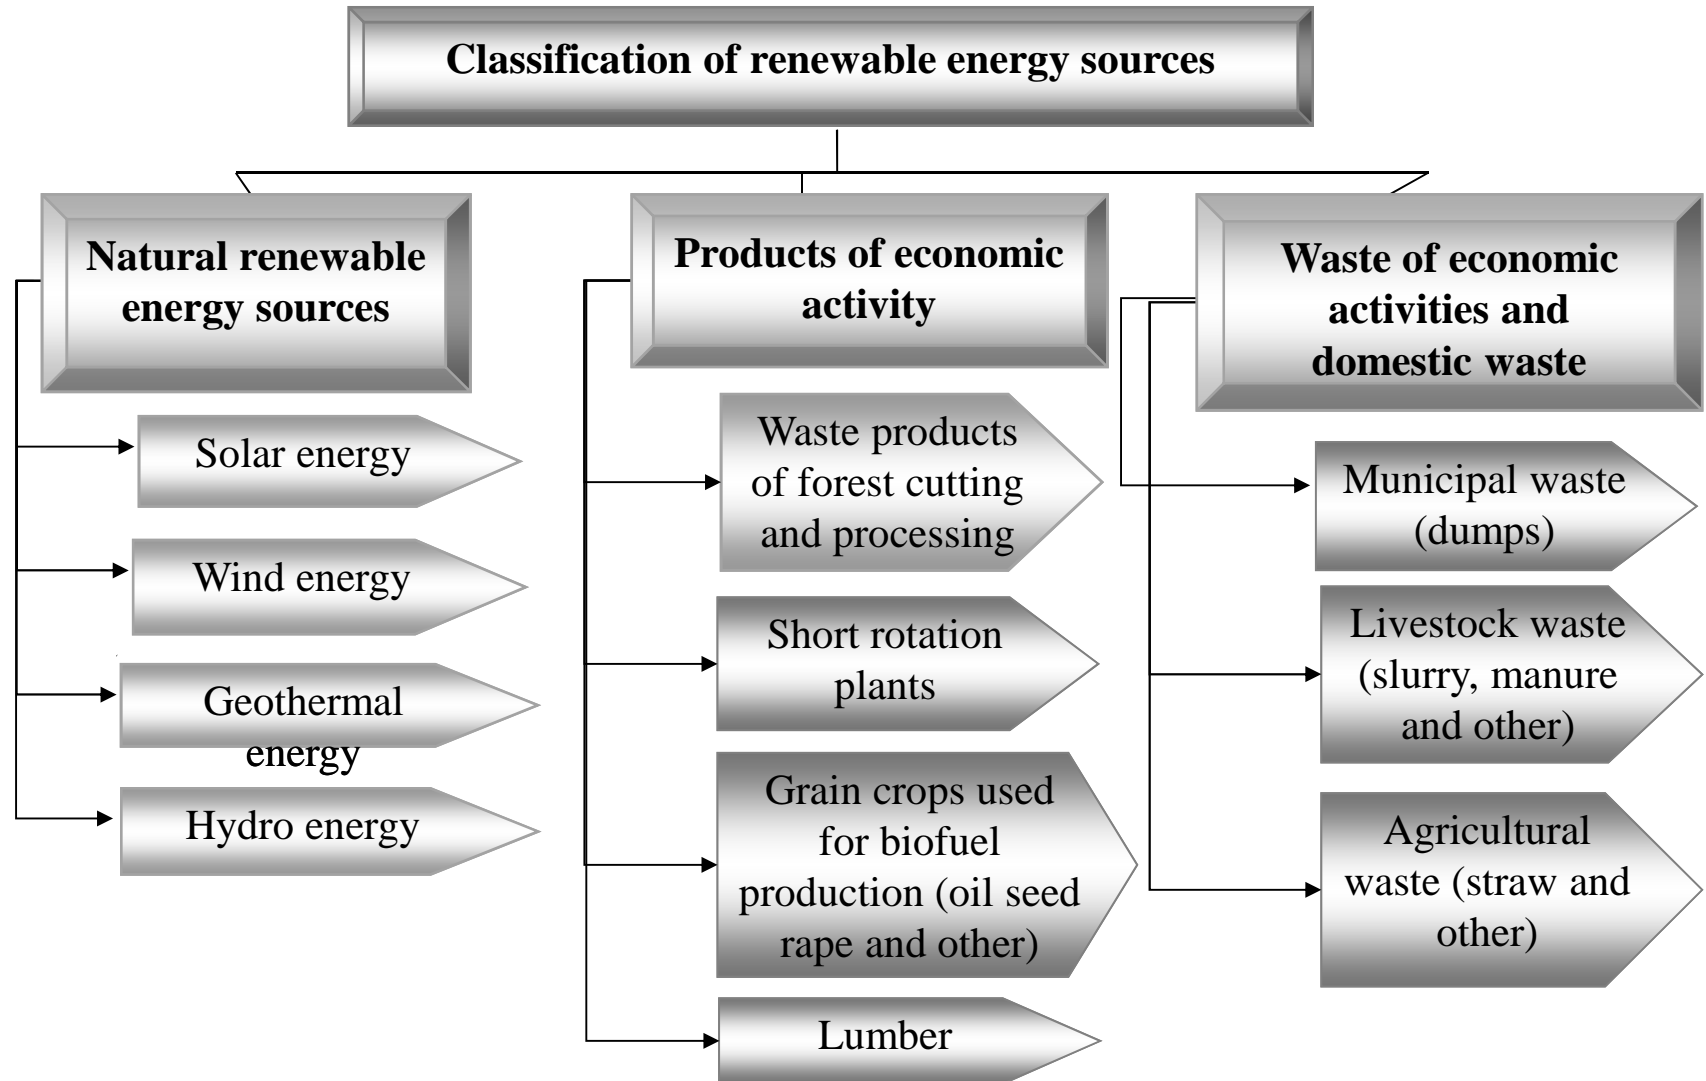 Classification of renewable energy sources
Natural renewable
energy sources
Solar energy
Wind energy
Geothermal
energy
Hydro energy
Products of economic
activity
Waste products
of forest cutting
and processing
Short rotation
plants
Grain crops used
for biofuel
production (oil seed
rape and other)
Lumber
Waste of economic
activities and
domestic waste
Municipal waste
(dumps)
Livestock waste
(slurry, manure
and other)
Agricultural
waste (straw and
other)